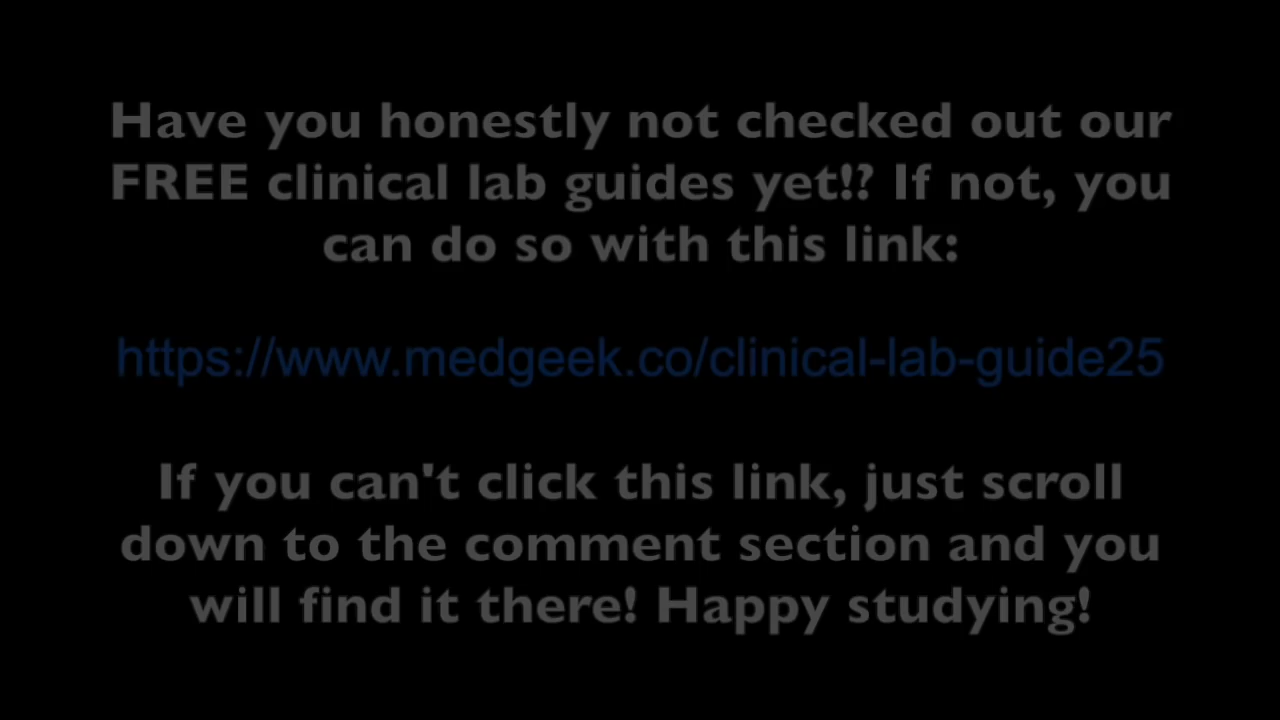 Have you honestly not checked out our
FREE clinical lab guides yet!? If not, you
can do so with this link:
https://www.medgeek.co/clinical-lab-guide25
If you can't click this link, just scroll
down to the comment section and you
will find it there! Happy studying!